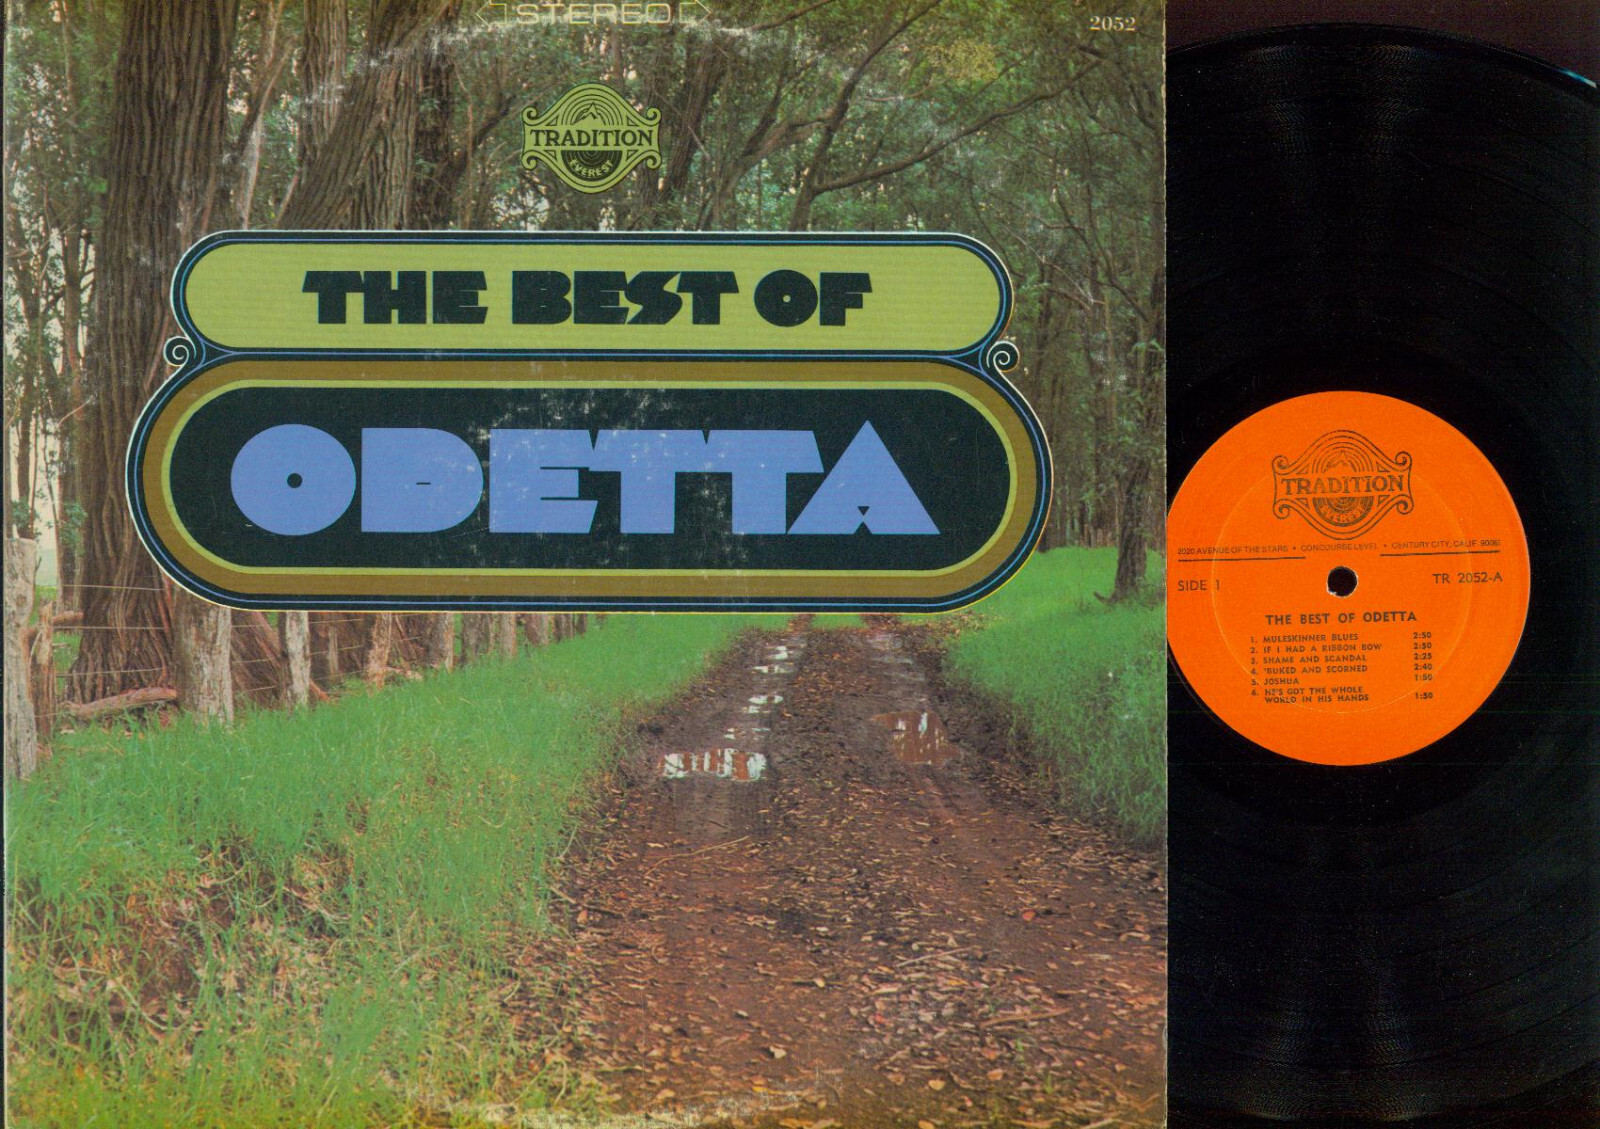 STEREO
2052
TRADITION
EVEREST
THE BEST OF
ODETTA
TRADITION
EVEREST
2020 AVENUE OF THE STARS • CONCOURSE LEVEL • CENTURY CITY, CALIF. 90067
SIDE 1 TR 2052-A
THE BEST OF ODETTA
1. MULESKINNER BLUES 2:50
2. IF I HAD A RIBBON BOW 2:50
3. SHAME AND SCANDAL 2:25
4. 'BUKED AND SCORNED 2:40
5. JOSHUA 1:50
6. HE'S GOT THE WHOLE
WORLD IN HIS HANDS 1:50